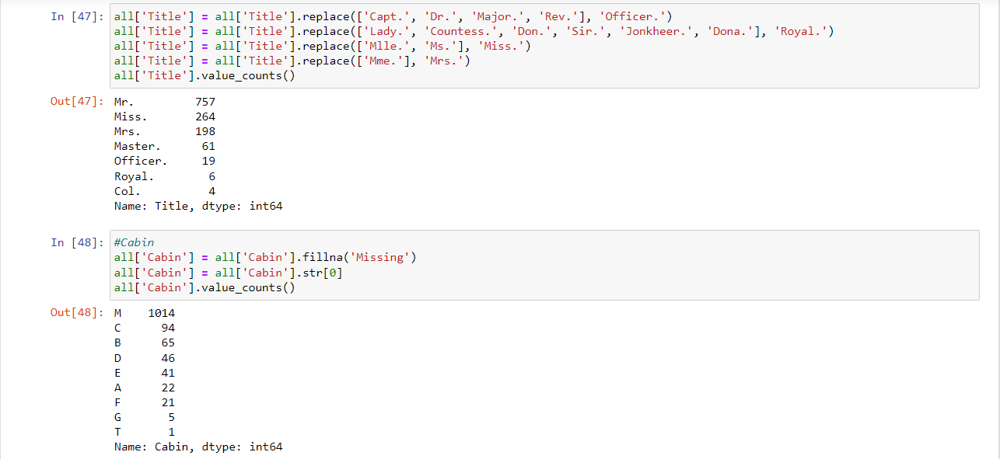 In [47]: all['Title'] = all['Title'].replace(['Capt.', 'Dr.', 'Major.', 'Rev.'], 'Officer.')
all['Title'] = all['Title'].replace(['Lady.', 'Countess.', 'Don.', 'Sir.', 'Jonkheer.', 'Dona.'], 'Royal.')
all['Title'] = all['Title'].replace(['Mlle.', 'Ms.'], 'Miss.')
all['Title'] = all['Title'].replace(['Mme.'], 'Mrs.')
all['Title'].value_counts()
Out[47]: Mr. 757
Miss. 264
Mrs. 198
Master. 61
Officer. 19
Royal. 6
Col. 4
Name: Title, dtype: int64
In [48]: #Cabin
all['Cabin'] = all['Cabin'].fillna('Missing')
all['Cabin'] = all['Cabin'].str[0]
all['Cabin'].value_counts()
Out[48]: M 1014
C 94
B 65
D 46
E 41
A 22
F 21
G 5
T 1
Name: Cabin, dtype: int64